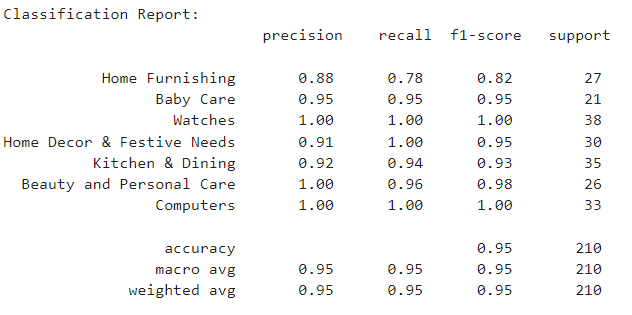 Classification Report:
precision recall f1-score support
Home Furnishing 0.88 0.78 0.82 27
Baby Care 0.95 0.95 0.95 21
Watches 1.00 1.00 1.00 38
Home Decor & Festive Needs 0.91 1.00 0.95 30
Kitchen & Dining 0.92 0.94 0.93 35
Beauty and Personal Care 1.00 0.96 0.98 26
Computers 1.00 1.00 1.00 33
accuracy 0.95 210
macro avg 0.95 0.95 0.95 210
weighted avg 0.95 0.95 0.95 210